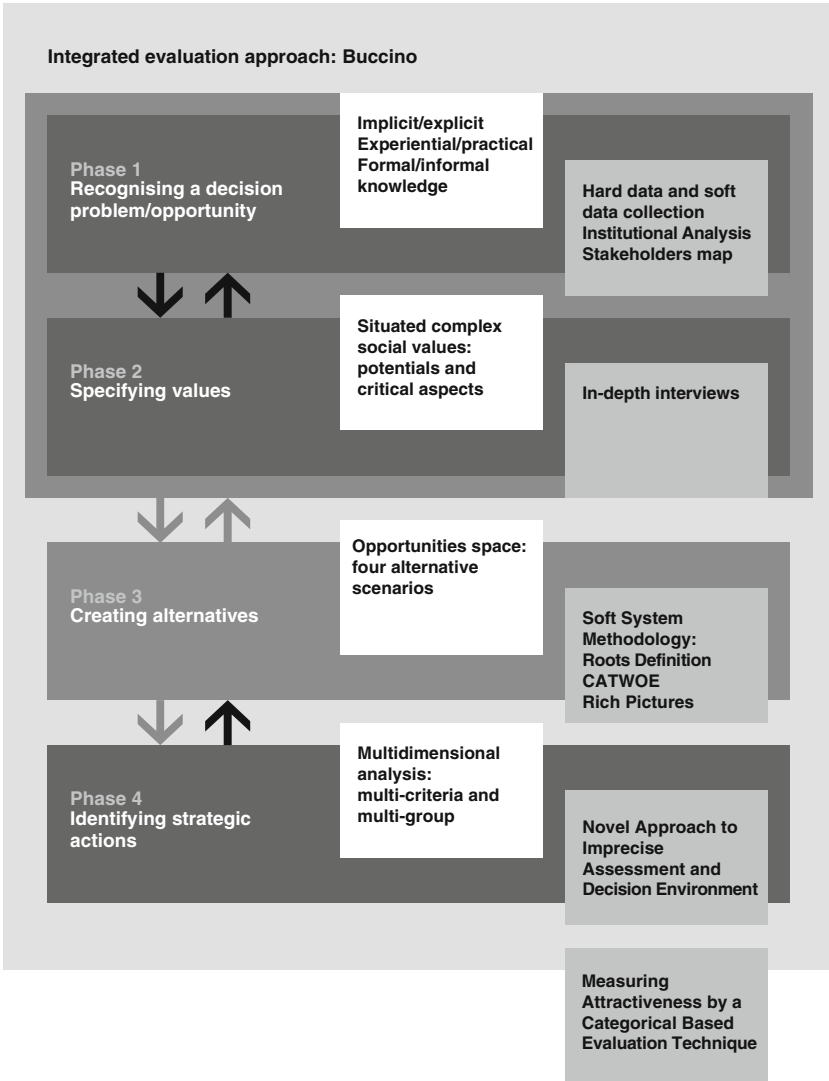 Integrated evaluation approach: Buccino
Phase 1
Recognising a decision
problem/opportunity
Implicit/explicit
Experiential/practical
Formal/informal
knowledge
Hard data and soft
data collection
Institutional Analysis
Stakeholders map
Phase 2
Specifying values
Situated complex
social values:
potentials and
critical aspects
In-depth interviews
Phase 3
Creating alternatives
Opportunities space:
four alternative
scenarios
Soft System
Methodology:
Roots Definition
CATWOE
Rich Pictures
Phase 4
Identifying strategic
actions
Multidimensional
analysis:
multi-criteria and
multi-group
Novel Approach to
Imprecise
Assessment and
Decision Environment
Measuring
Attractiveness by a
Categorical Based
Evaluation Technique